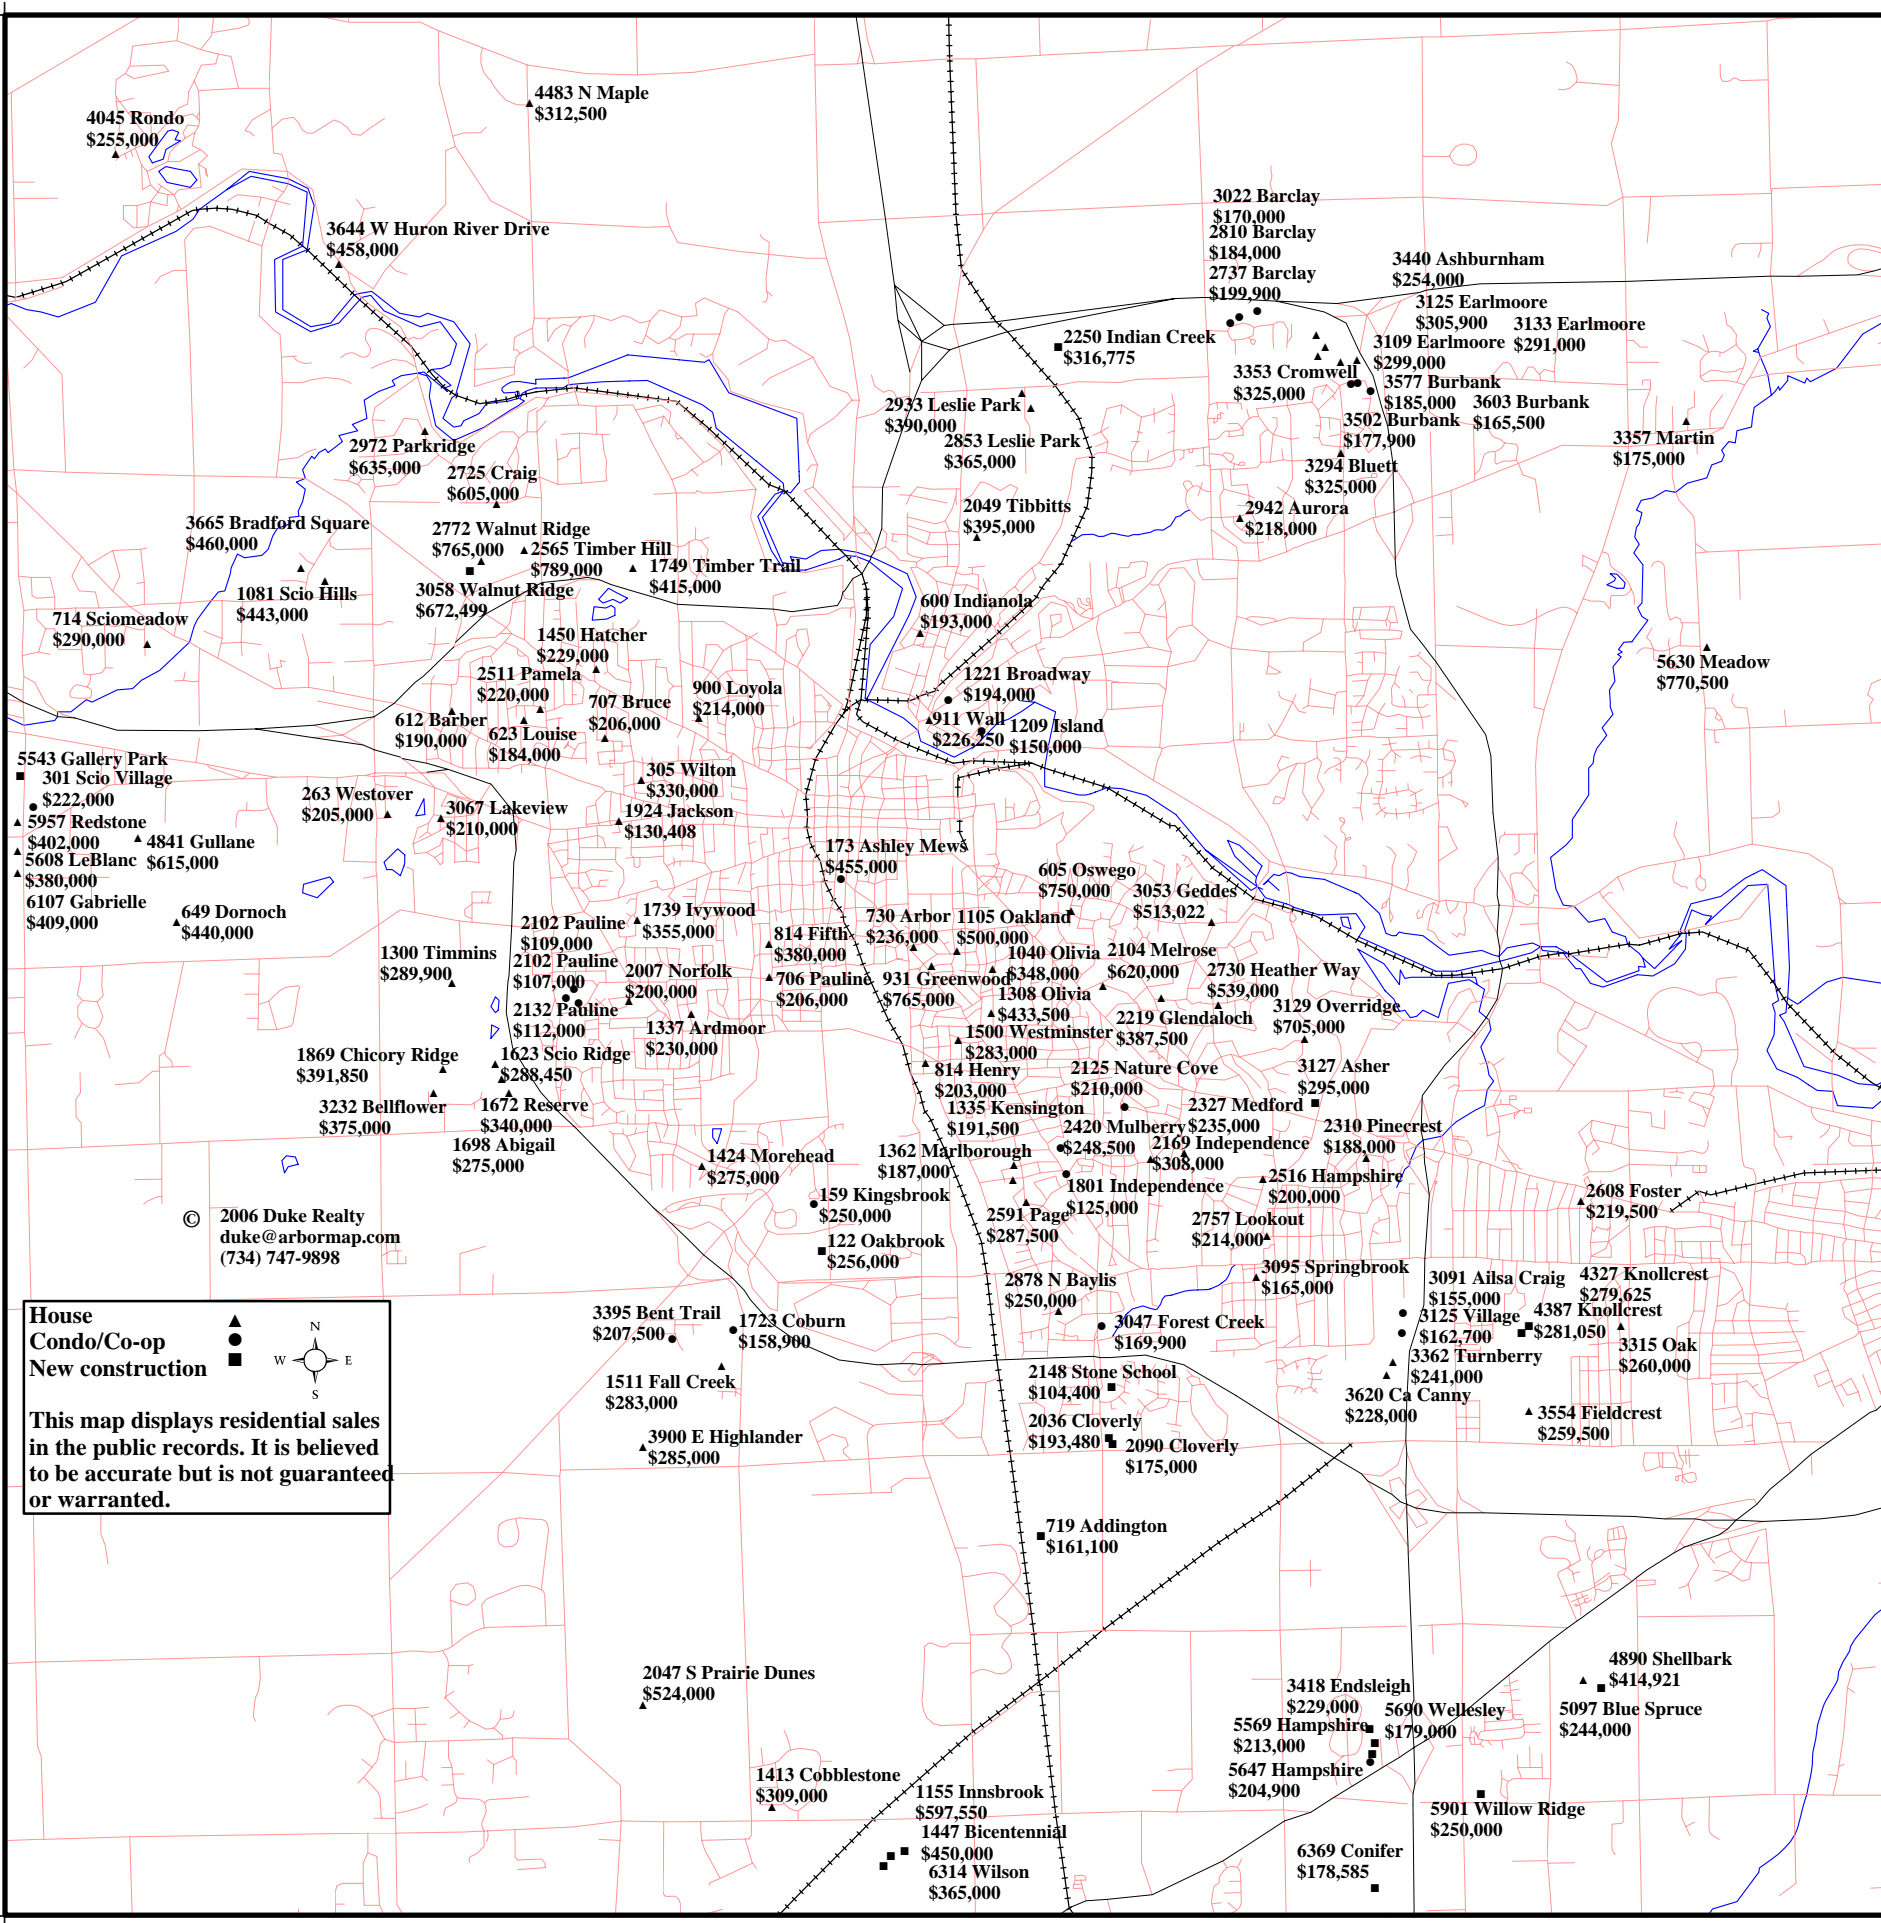 4483 N Maple
$312,500
4045 Rondo
$255,000
3644 W Huron River Drive
$458,000
3022 Barclay
$170,000
2810 Barclay
$184,000
2737 Barclay
$199,900
3440 Ashburnham
$254,000
3125 Earlmoore
$305,900
3133 Earlmoore
$291,000
3109 Earlmoore
$299,000
2250 Indian Creek
$316,775
3353 Cromwell
$325,000
3577 Burbank
$185,000
3603 Burbank
$165,500
3502 Burbank
$177,900
2933 Leslie Park
$390,000
2853 Leslie Park
$365,000
3357 Martin
$175,000
3294 Bluett
$325,000
2972 Parkridge
$635,000
2725 Craig
$605,000
2049 Tibbitts
$395,000
2942 Aurora
$218,000
3665 Bradford Square
$460,000
2772 Walnut Ridge
$765,000
2565 Timber Hill
$789,000
1749 Timber Trail
$415,000
3058 Walnut Ridge
$672,499
1081 Scio Hills
$443,000
714 Sciomeadow
$290,000
600 Indianola
$193,000
1450 Hatcher
$229,000
2511 Pamela
$220,000
707 Bruce
$206,000
900 Loyola
$214,000
1221 Broadway
$194,000
5630 Meadow
$770,500
612 Barber
$190,000
623 Louise
$184,000
911 Wall
$226,250
1209 Island
$150,000
5543 Gallery Park
301 Scio Village
$222,000
305 Wilton
$330,000
263 Westover
$205,000
3067 Lakeview
$210,000
1924 Jackson
$130,408
5957 Redstone
$402,000
4841 Gullane
$615,000
5608 LeBlanc
$380,000
6107 Gabrielle
$409,000
173 Ashley Mews
$455,000
605 Oswego
$750,000
3053 Geddes
$513,022
649 Dornoch
$440,000
2102 Pauline
$109,000
1739 Ivywood
$355,000
814 Fifth
$380,000
730 Arbor
$236,000
1105 Oakland
$500,000
1300 Timmins
$289,900
2102 Pauline
$107,000
2007 Norfolk
$200,000
706 Pauline
$206,000
931 Greenwood
$765,000
1040 Olivia
$348,000
2104 Melrose
$620,000
2730 Heather Way
$539,000
1308 Olivia
$433,500
2132 Pauline
$112,000
1337 Ardmoor
$230,000
2219 Glendaloch
$387,500
3129 Overridge
$705,000
1500 Westminster
$283,000
1869 Chicory Ridge
$391,850
1623 Scio Ridge
$288,450
814 Henry
$203,000
2125 Nature Cove
$210,000
3127 Asher
$295,000
3232 Bellflower
$375,000
1672 Reserve
$340,000
1335 Kensington
$191,500
2327 Medford
$235,000
2420 Mulberry
$248,500
2310 Pinecrest
$188,000
1698 Abigail
$275,000
1424 Morehead
$275,000
1362 Marlborough
$187,000
2169 Independence
$308,000
2516 Hampshire
$200,000
1801 Independence
$125,000
2608 Foster
$219,500
159 Kingsbrook
$250,000
2591 Page
$287,500
2757 Lookout
$214,000
122 Oakbrook
$256,000
© 2006 Duke Realty
duke@arbormap.com
(734) 747-9898
2878 N Baylis
$250,000
3095 Springbrook
$165,000
3091 Ailsa Craig
$155,000
4327 Knollcrest
$279,625
3125 Village
$162,700
4387 Knollcrest
$281,050
3395 Bent Trail
$207,500
1723 Coburn
$158,900
3047 Forest Creek
$169,900
3315 Oak
$260,000
3362 Turnberry
$241,000
House
Condo/Co-op
New construction
N
W
E
S
This map displays residential sales
in the public records. It is believed
to be accurate but is not guaranteed
or warranted.
1511 Fall Creek
$283,000
2148 Stone School
$104,400
3620 Ca Canny
$228,000
3554 Fieldcrest
$259,500
3900 E Highlander
$285,000
2036 Cloverly
$193,480
2090 Cloverly
$175,000
719 Addington
$161,100
2047 S Prairie Dunes
$524,000
4890 Shellbark
$414,921
3418 Endsleigh
$229,000
5690 Wellesley
$179,000
5097 Blue Spruce
$244,000
5569 Hampshire
$213,000
5647 Hampshire
$204,900
1413 Cobblestone
$309,000
1155 Innsbrook
$597,550
5901 Willow Ridge
$250,000
1447 Bicentennial
$450,000
6314 Wilson
$365,000
6369 Conifer
$178,585